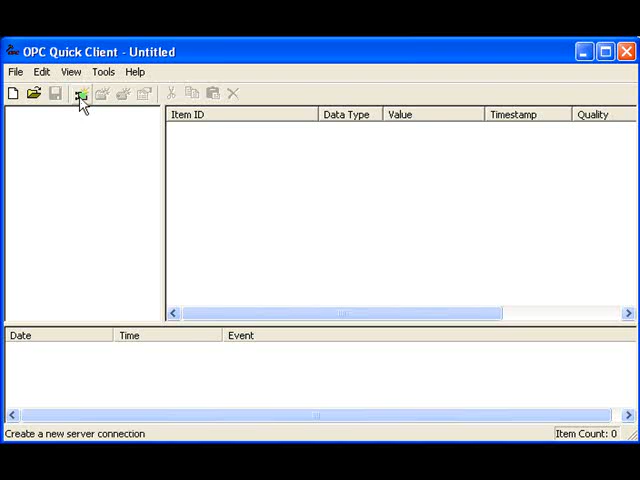 OPC Quick Client - Untitled
File Edit View Tools Help
Item ID Data Type Value Timestamp Quality
Date Time Event
Create a new server connection Item Count: 0